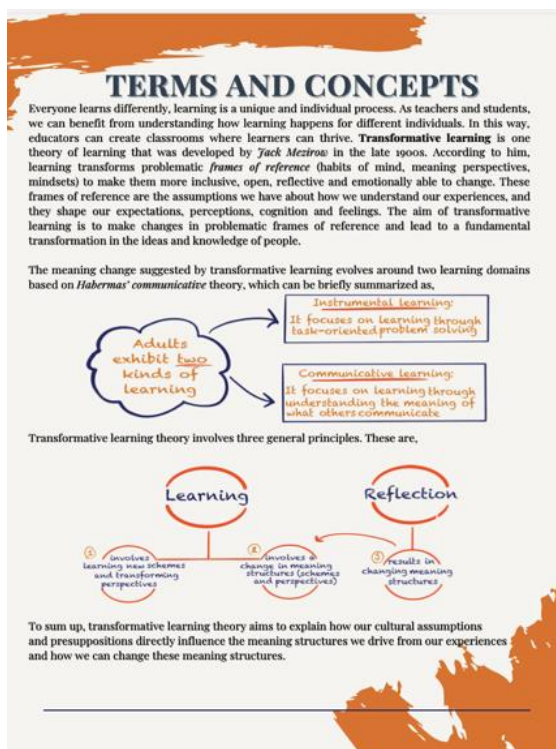 TERMS AND CONCEPTS
Everyone learns differently, learning is a unique and individual process. As teachers and students,
we can benefit from understanding how learning happens for different individuals. In this way,
educators can create classrooms where learners can thrive. Transformative learning is one
theory of learning that was developed by Jack Mezirow in the late 1900s. According to him,
learning transforms problematic frames of reference (habits of mind, meaning perspectives,
mindsets) to make them more inclusive, open, reflective and emotionally able to change. These
frames of reference are the assumptions we have about how we understand our experiences, and
they shape our expectations, perceptions, cognition and feelings. The aim of transformative
learning is to make changes in problematic frames of reference and lead to a fundamental
transformation in the ideas and knowledge of people.
The meaning change suggested by transformative learning evolves around two learning domains
based on Habermas' communicative theory, which can be briefly summarized as,
Adults
exhibit two
kinds of
learning
Instrumental learning:
It focuses on learning through
task-oriented problem solving
Communicative learning:
It focuses on learning through
understanding the meaning of
what others communicate
Transformative learning theory involves three general principles. These are,
Learning
Reflection
1 involves
learning new schemes
and transforming
perspectives
2 involves a
change in meaning
structures (schemes
and perspectives)
3 results in
changing meaning
structures
To sum up, transformative learning theory aims to explain how our cultural assumptions
and presuppositions directly influence the meaning structures we drive from our experiences
and how we can change these meaning structures.